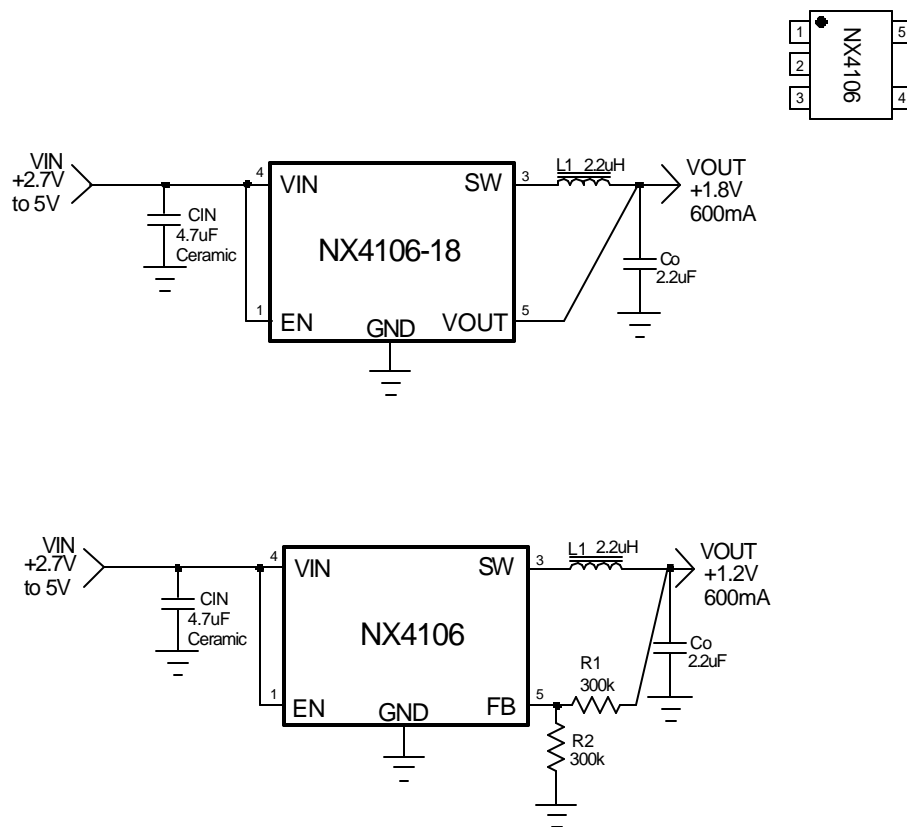 1
2
3
5
4
NX4106
VIN
+2.7V
to 5V
CIN
4.7uF
Ceramic
4
VIN
1
EN
NX4106-18
GND
SW
3
VOUT
5
L1 2.2uH
VOUT
+1.8V
600mA
Co
2.2uF
VIN
+2.7V
to 5V
CIN
4.7uF
Ceramic
4
VIN
1
EN
NX4106
GND
SW
3
FB
5
L1 2.2uH
VOUT
+1.2V
600mA
Co
2.2uF
R1
300k
R2
300k